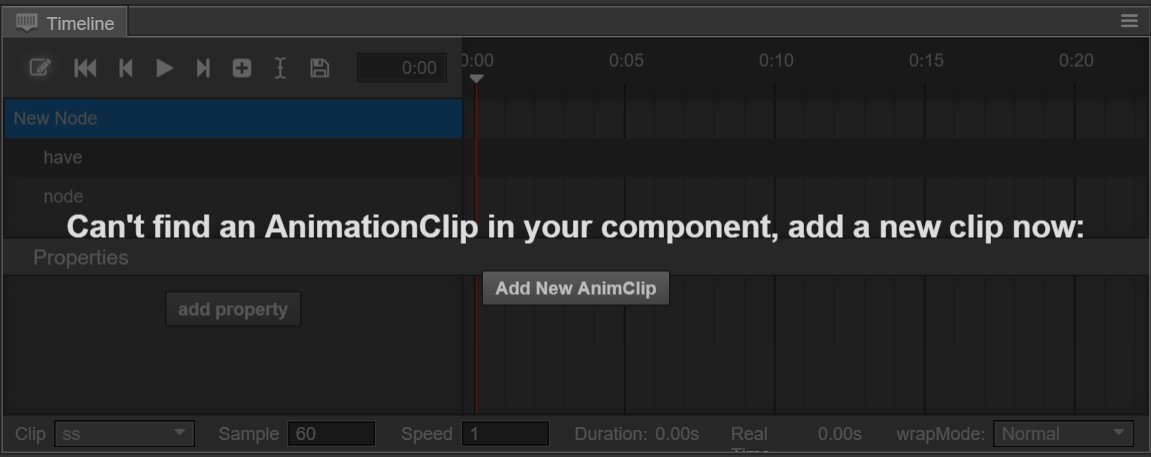 Timeline
0:00
0:00 0:05 0:10 0:15 0:20
New Node
have
node
Can't find an AnimationClip in your component, add a new clip now:
Properties
Add New AnimClip
add property
Clip ss Sample 60 Speed 1 Duration: 0.00s Real 0.00s wrapMode: Normal